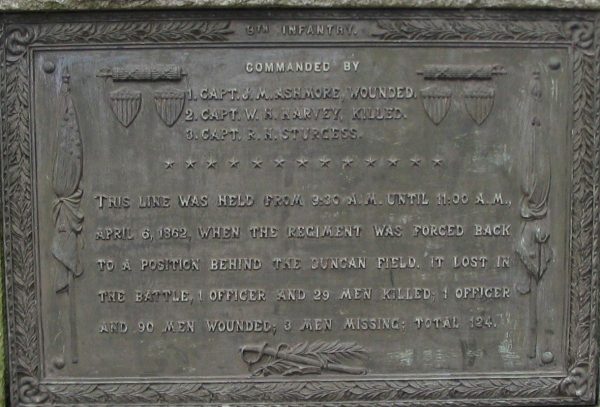 8TH INFANTRY.
COMMANDED BY
1. CAPT. J. M. ASHMORE, WOUNDED.
2. CAPT. W. H. HARVEY, KILLED.
3. CAPT. R. H. STURGESS.
THIS LINE WAS HELD FROM 9:30 A.M. UNTIL 11:00 A.M.,
APRIL 6, 1862, WHEN THE REGIMENT WAS FORCED BACK
TO A POSITION BEHIND THE DUNCAN FIELD. IT LOST IN
THE BATTLE, 1 OFFICER AND 29 MEN KILLED; 1 OFFICER
AND 90 MEN WOUNDED; 3 MEN MISSING; TOTAL 124.